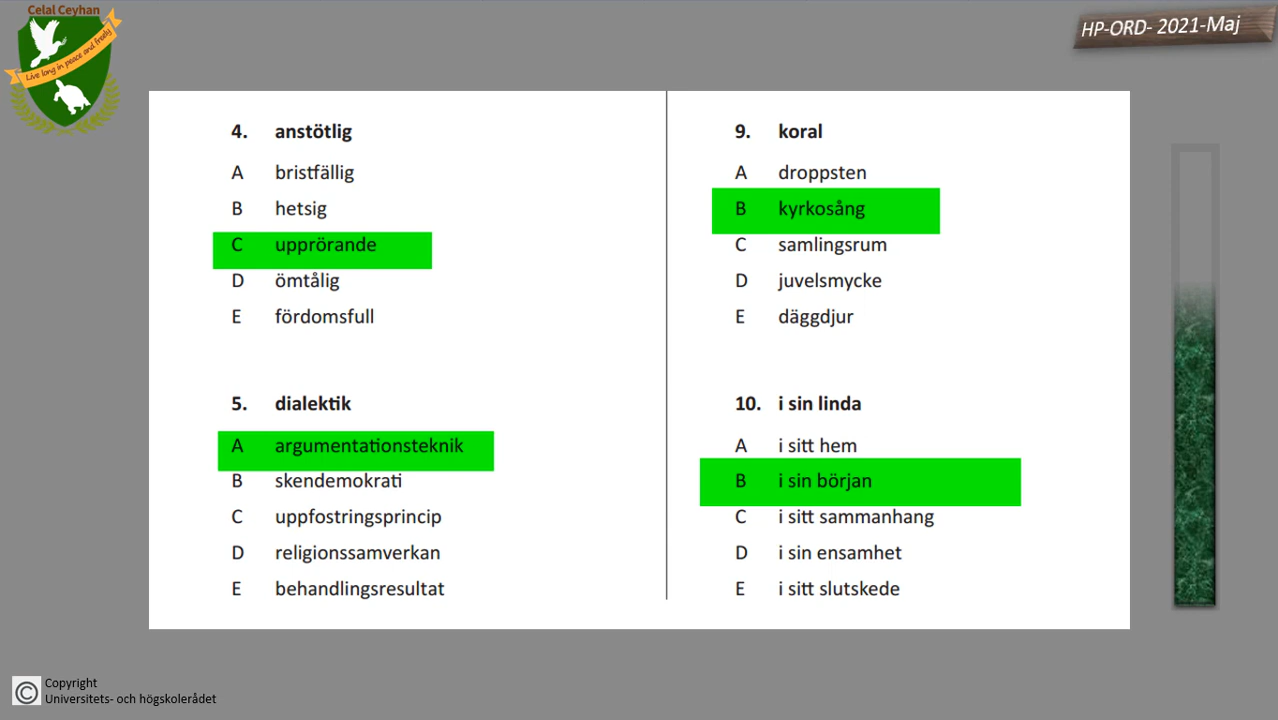 Celal Ceyhan
Live long in peace and freely
HP-ORD- 2021-Maj
4. anstötlig
A bristfällig
B hetsig
C upprörande
D ömtålig
E fördomsfull
5. dialektik
A argumentationsteknik
B skendemokrati
C uppfostringsprincip
D religionssamverkan
E behandlingsresultat
9. koral
A droppsten
B kyrkosång
C samlingsrum
D juvelsmycke
E däggdjur
10. i sin linda
A i sitt hem
B i sin början
C i sitt sammanhang
D i sin ensamhet
E i sitt slutskede
© Copyright
Universitets- och högskolerådet